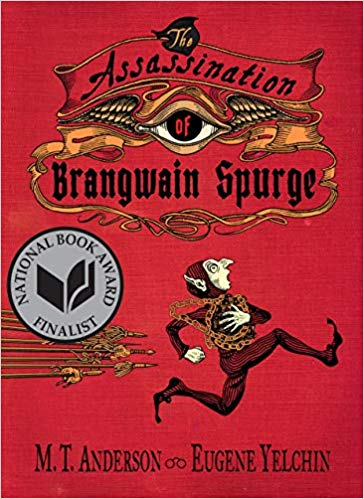 The
Assassination
of
Brangwain Spurge
NATIONAL BOOK AWARD
FINALIST
M. T. ANDERSON EUGENE YELCHIN